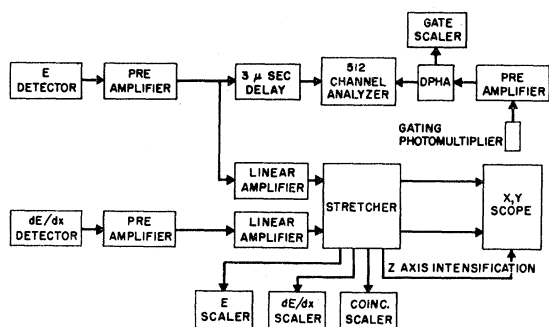 GATE
SCALER
E
DETECTOR
PRE
AMPLIFIER
3 μ SEC
DELAY
512
CHANNEL
ANALYZER
DPHA
PRE
AMPLIFIER
GATING
PHOTOMULTIPLIER
LINEAR
AMPLIFIER
STRETCHER
X,Y
SCOPE
dE/dx
DETECTOR
PRE
AMPLIFIER
LINEAR
AMPLIFIER
Z AXIS INTENSIFICATION
E
SCALER
dE/dx
SCALER
COINC.
SCALER